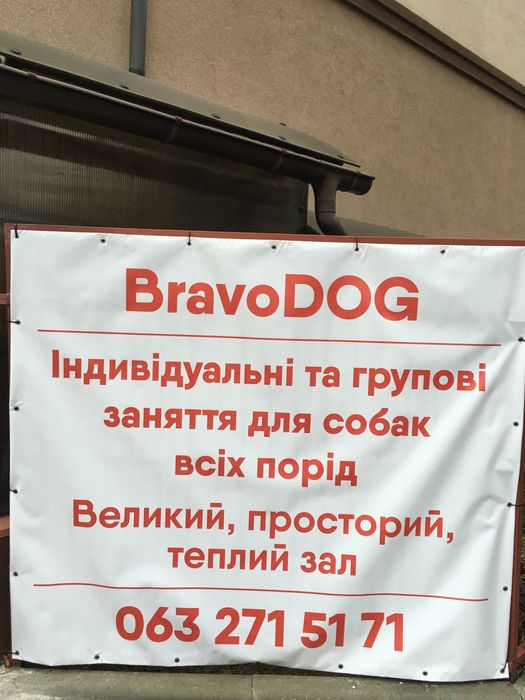 BravoDOG
Індивідуальні та групові
заняття для собак
всіх порід
Великий, просторий,
теплий зал
063 271 51 71